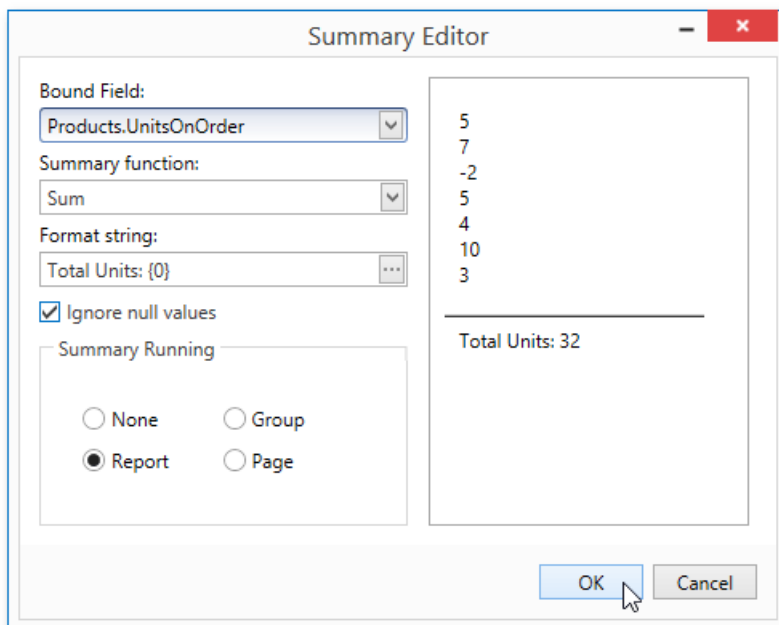 Summary Editor
Bound Field:
Products.UnitsOnOrder
Summary function:
Sum
Format string:
Total Units: {0}
Ignore null values
Summary Running
None
Group
Report
Page
5
7
-2
5
4
10
3
Total Units: 32
OK
Cancel